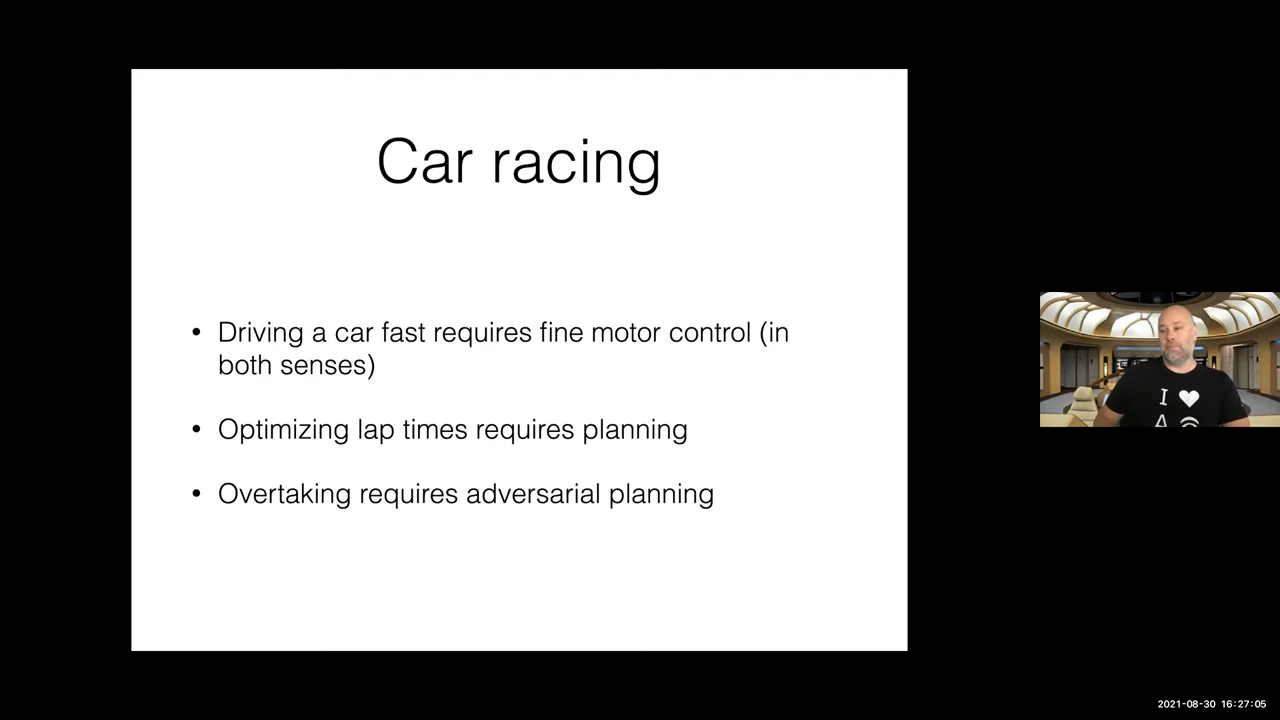 Car racing
• Driving a car fast requires fine motor control (in
both senses)
• Optimizing lap times requires planning
• Overtaking requires adversarial planning
I ♥
2021-08-30 16:27:05